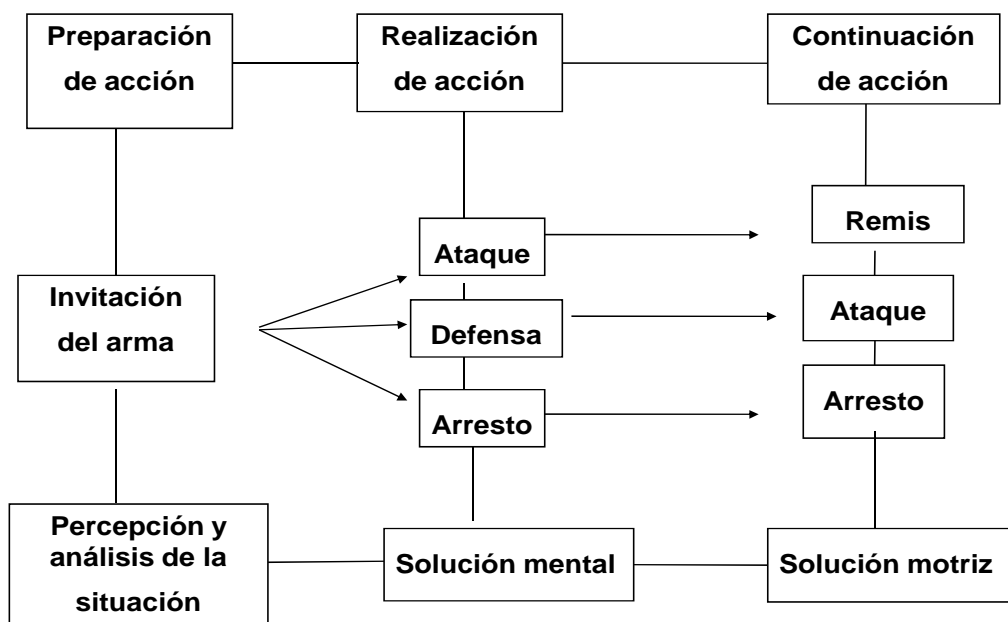 Preparación
de acción
Realización
de acción
Continuación
de acción
Invitación
del arma
Ataque
Defensa
Arresto
Remis
Ataque
Arresto
Percepción y
análisis de la
situación
Solución mental
Solución motriz